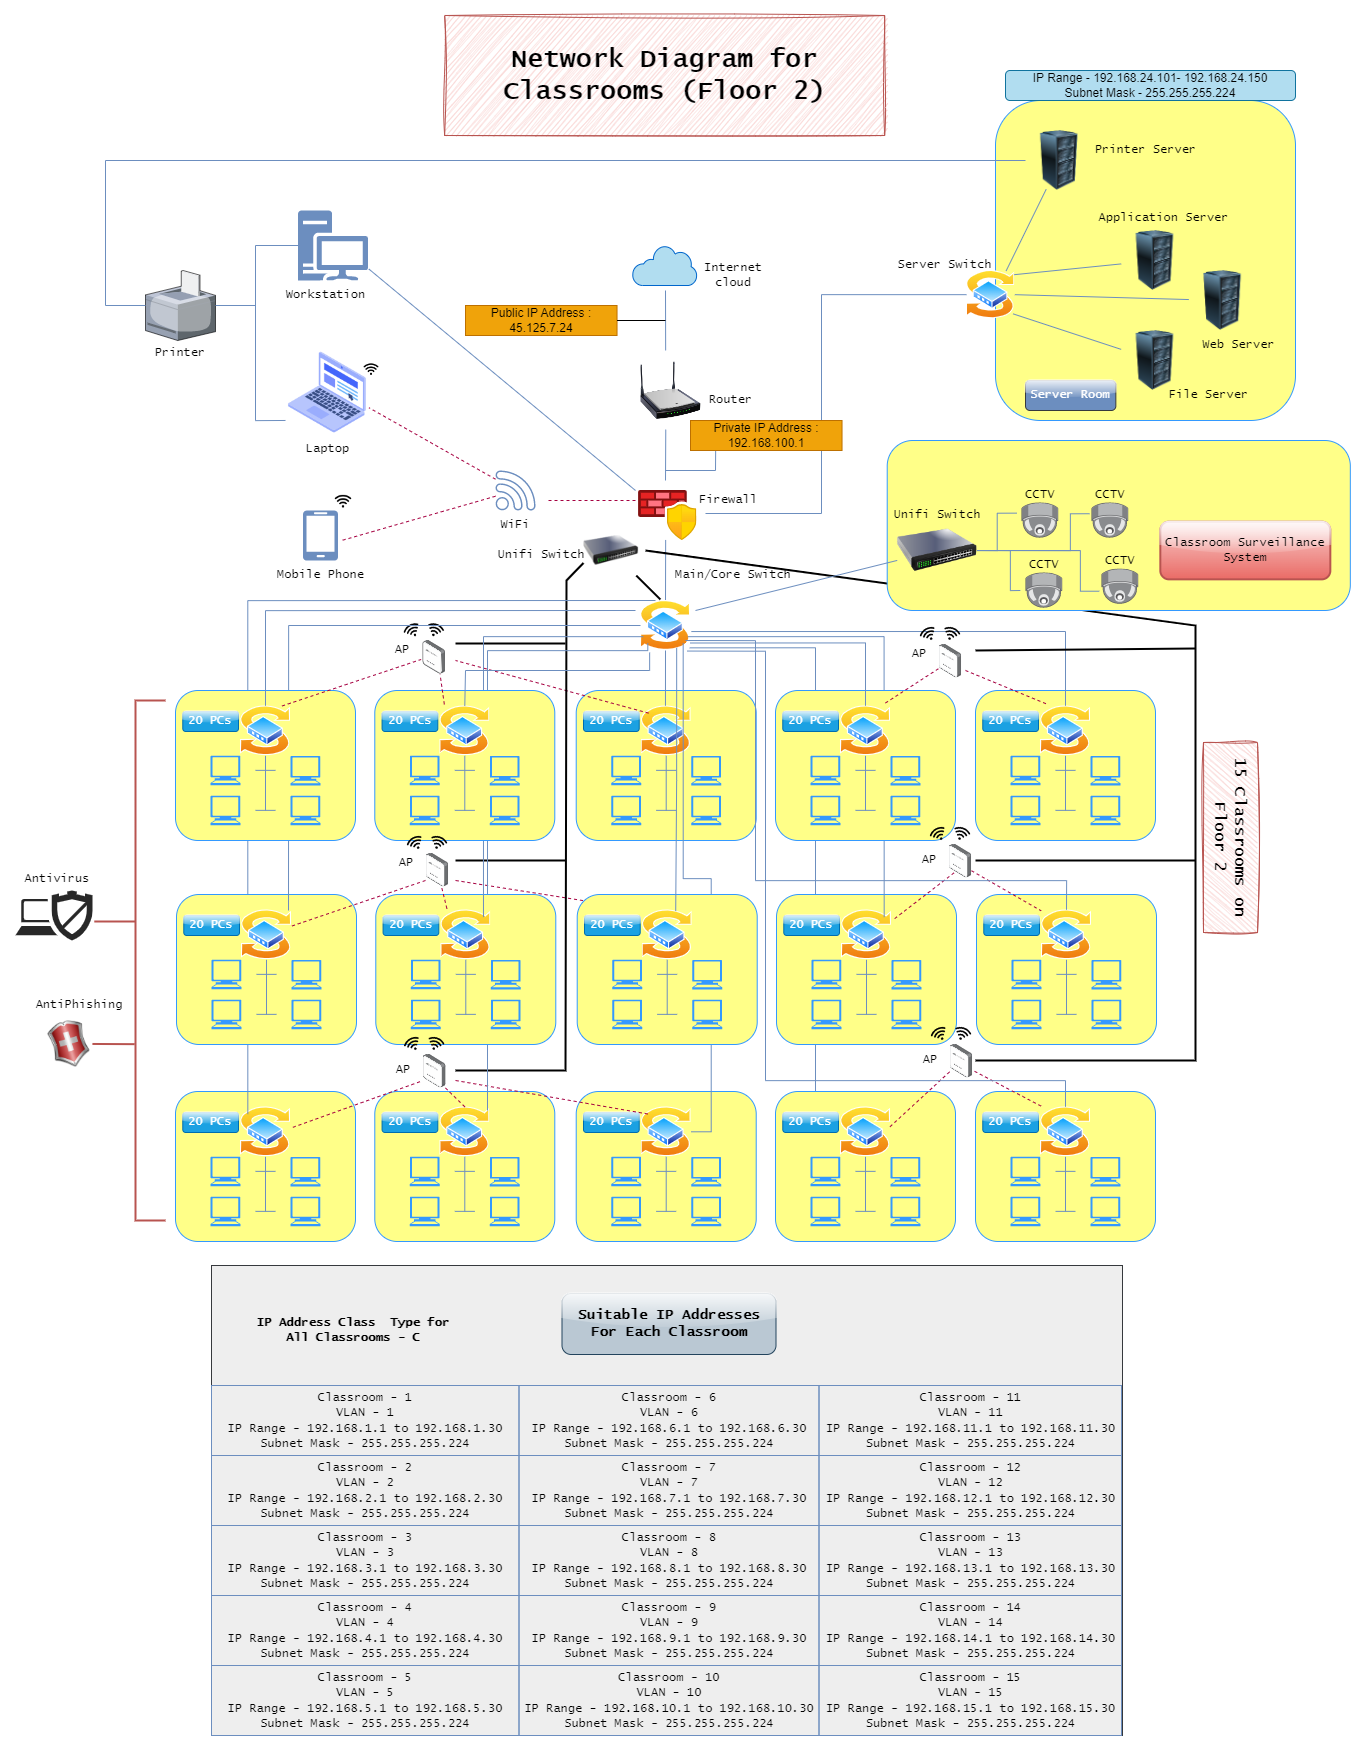 Network Diagram for
Classrooms (Floor 2)
IP Range - 192.168.24.101- 192.168.24.150
Subnet Mask - 255.255.255.224
Printer Server
Application Server
Server Switch
Web Server
File Server
Server Room
Workstation
Printer
Internet
cloud
Public IP Address :
45.125.7.24
Router
Private IP Address :
192.168.100.1
Laptop
WiFi
Firewall
Mobile Phone
Unifi Switch
Main/Core Switch
Unifi Switch
CCTV
CCTV
CCTV
CCTV
Classroom Surveillance
System
AP
AP
20 PCs
20 PCs
20 PCs
20 PCs
20 PCs
15 Classrooms on
Floor 2
AP
AP
Antivirus
20 PCs
20 PCs
20 PCs
20 PCs
20 PCs
AntiPhishing
AP
AP
20 PCs
20 PCs
20 PCs
20 PCs
20 PCs
IP Address Class  Type for
All Classrooms - C
Suitable IP Addresses
For Each Classroom
Classroom - 1
VLAN - 1
IP Range - 192.168.1.1 to 192.168.1.30
Subnet Mask - 255.255.255.224
Classroom - 6
VLAN - 6
IP Range - 192.168.6.1 to 192.168.6.30
Subnet Mask - 255.255.255.224
Classroom - 11
VLAN - 11
IP Range - 192.168.11.1 to 192.168.11.30
Subnet Mask - 255.255.255.224
Classroom - 2
VLAN - 2
IP Range - 192.168.2.1 to 192.168.2.30
Subnet Mask - 255.255.255.224
Classroom - 7
VLAN - 7
IP Range - 192.168.7.1 to 192.168.7.30
Subnet Mask - 255.255.255.224
Classroom - 12
VLAN - 12
IP Range - 192.168.12.1 to 192.168.12.30
Subnet Mask - 255.255.255.224
Classroom - 3
VLAN - 3
IP Range - 192.168.3.1 to 192.168.3.30
Subnet Mask - 255.255.255.224
Classroom - 8
VLAN - 8
IP Range - 192.168.8.1 to 192.168.8.30
Subnet Mask - 255.255.255.224
Classroom - 13
VLAN - 13
IP Range - 192.168.13.1 to 192.168.13.30
Subnet Mask - 255.255.255.224
Classroom - 4
VLAN - 4
IP Range - 192.168.4.1 to 192.168.4.30
Subnet Mask - 255.255.255.224
Classroom - 9
VLAN - 9
IP Range - 192.168.9.1 to 192.168.9.30
Subnet Mask - 255.255.255.224
Classroom - 14
VLAN - 14
IP Range - 192.168.14.1 to 192.168.14.30
Subnet Mask - 255.255.255.224
Classroom - 5
VLAN - 5
IP Range - 192.168.5.1 to 192.168.5.30
Subnet Mask - 255.255.255.224
Classroom - 10
VLAN - 10
IP Range - 192.168.10.1 to 192.168.10.30
Subnet Mask - 255.255.255.224
Classroom - 15
VLAN - 15
IP Range - 192.168.15.1 to 192.168.15.30
Subnet Mask - 255.255.255.224